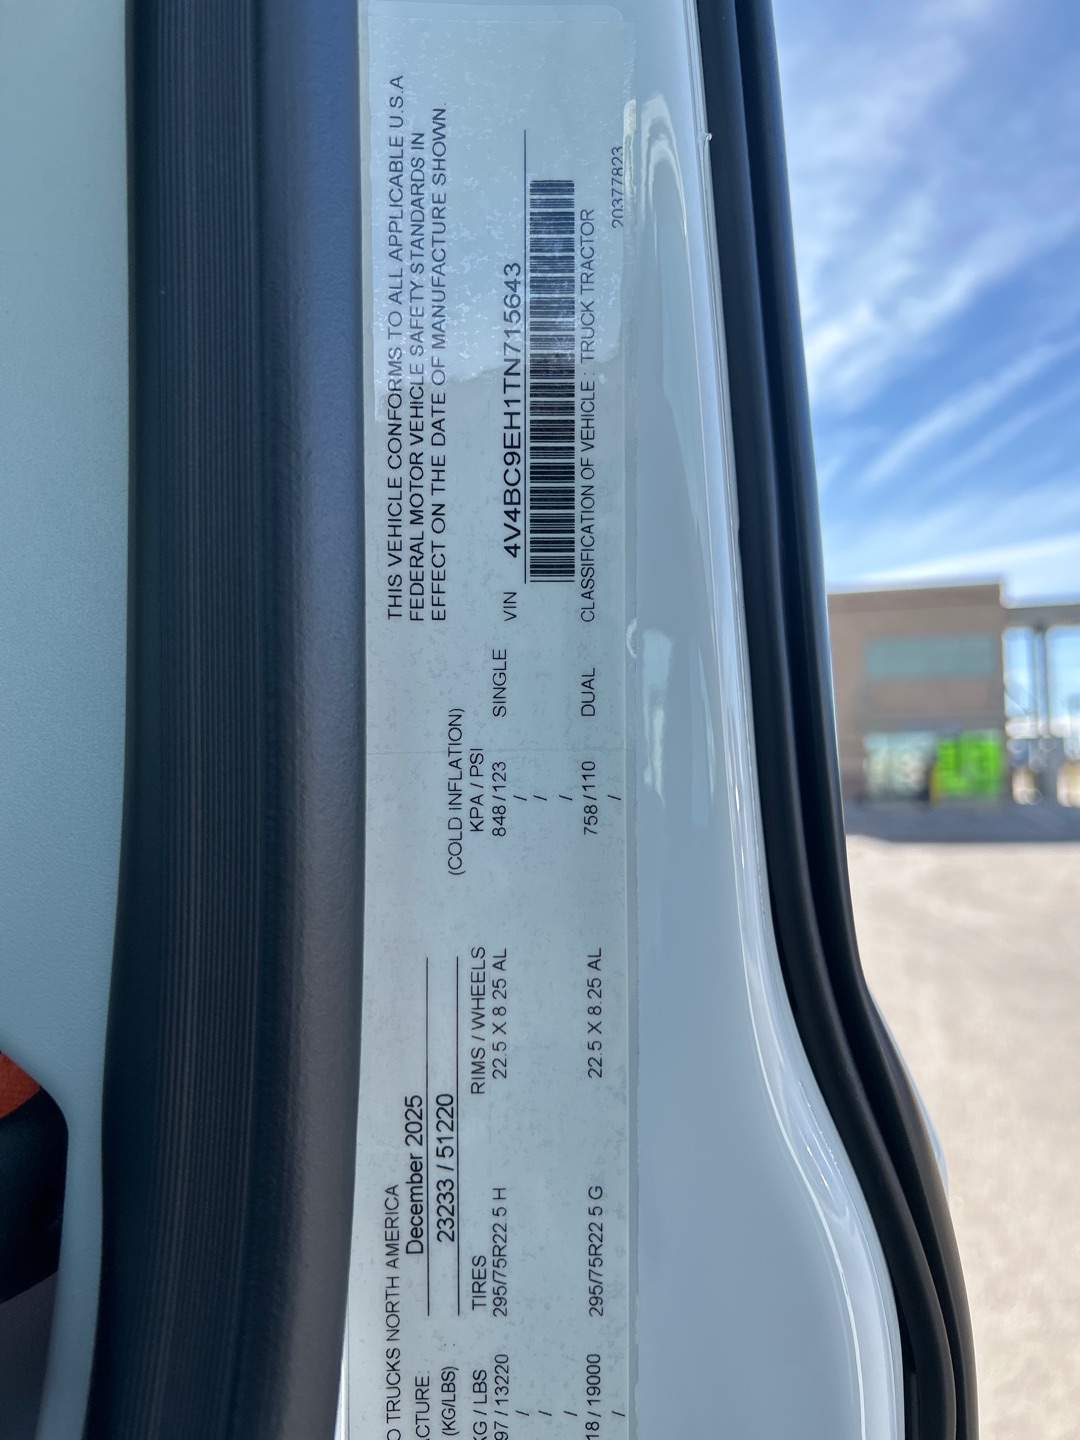 O TRUCKS NORTH AMERICA
ACTURE: December 2025
(KG/LBS) : 23233 / 51220
KG / LBS TIRES RIMS / WHEELS (COLD INFLATION) KPA / PSI
97 / 13220 295/75R22 5 H 22.5 X 8 25 AL 848 / 123 SINGLE
/ /
/ /
/ /
18 / 19000 295/75R22 5 G 22.5 X 8.25 AL 758 / 110 DUAL
/ /
THIS VEHICLE CONFORMS TO ALL APPLICABLE U.S.A
FEDERAL MOTOR VEHICLE SAFETY STANDARDS IN
EFFECT ON THE DATE OF MANUFACTURE SHOWN.
VIN 4V4BC9EH1TN715643
CLASSIFICATION OF VEHICLE : TRUCK TRACTOR
20377823